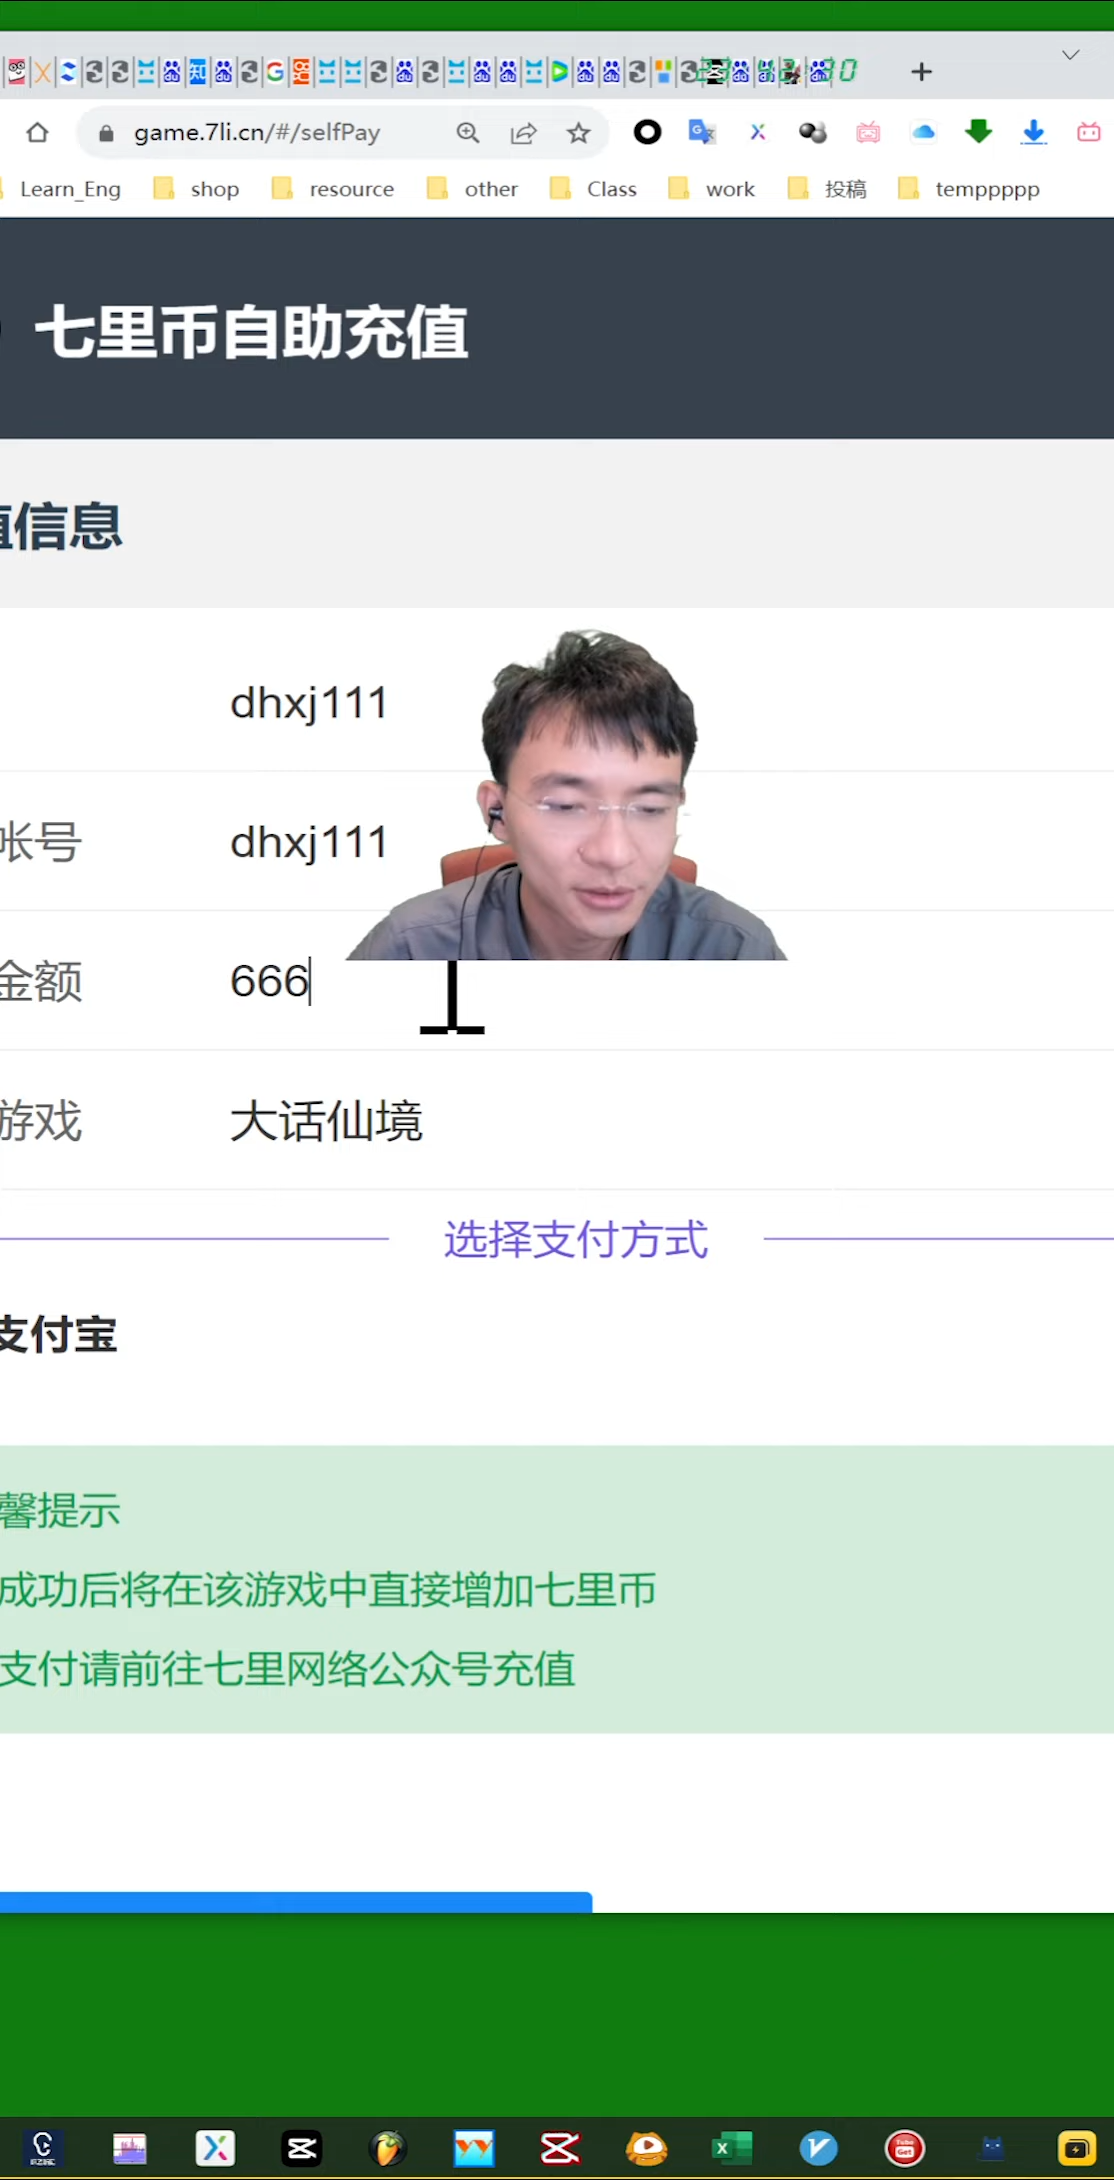 game.7li.cn/#/selfPay
Learn_Eng shop resource other Class work 投稿 temppppp
七里币自助充值
值信息
dhxj111
帐号 dhxj111
金额 666
游戏 大话仙境
选择支付方式
支付宝
馨提示
成功后将在该游戏中直接增加七里币
支付请前往七里网络公众号充值